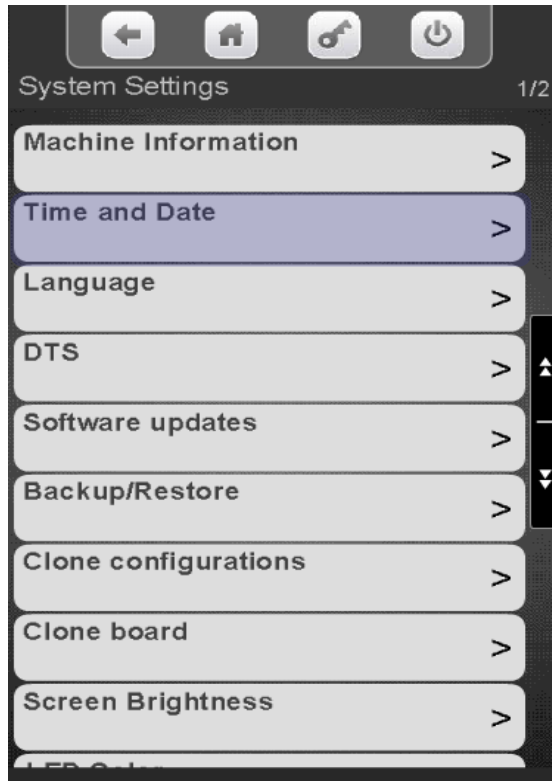 System Settings
1/2
Machine Information
>
Time and Date
>
Language
>
DTS
>
Software updates
>
Backup/Restore
>
Clone configurations
>
Clone board
>
Screen Brightness
>